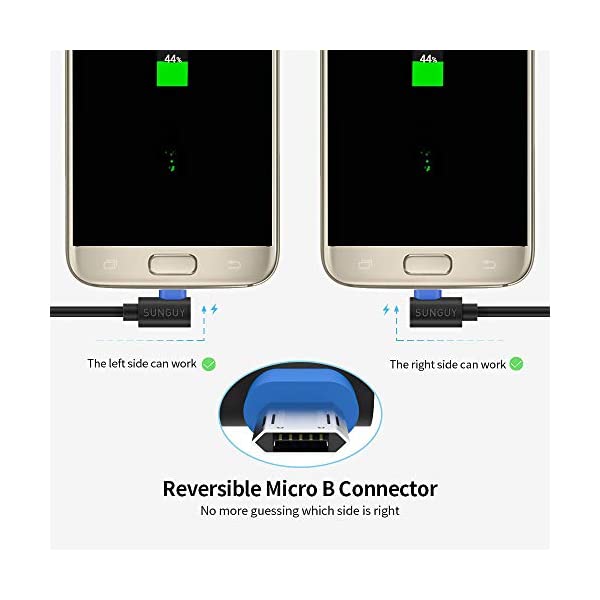 44%
44%
SUNGUY
SUNGUY
The left side can work
The right side can work
Reversible Micro B Connector
No more guessing which side is right